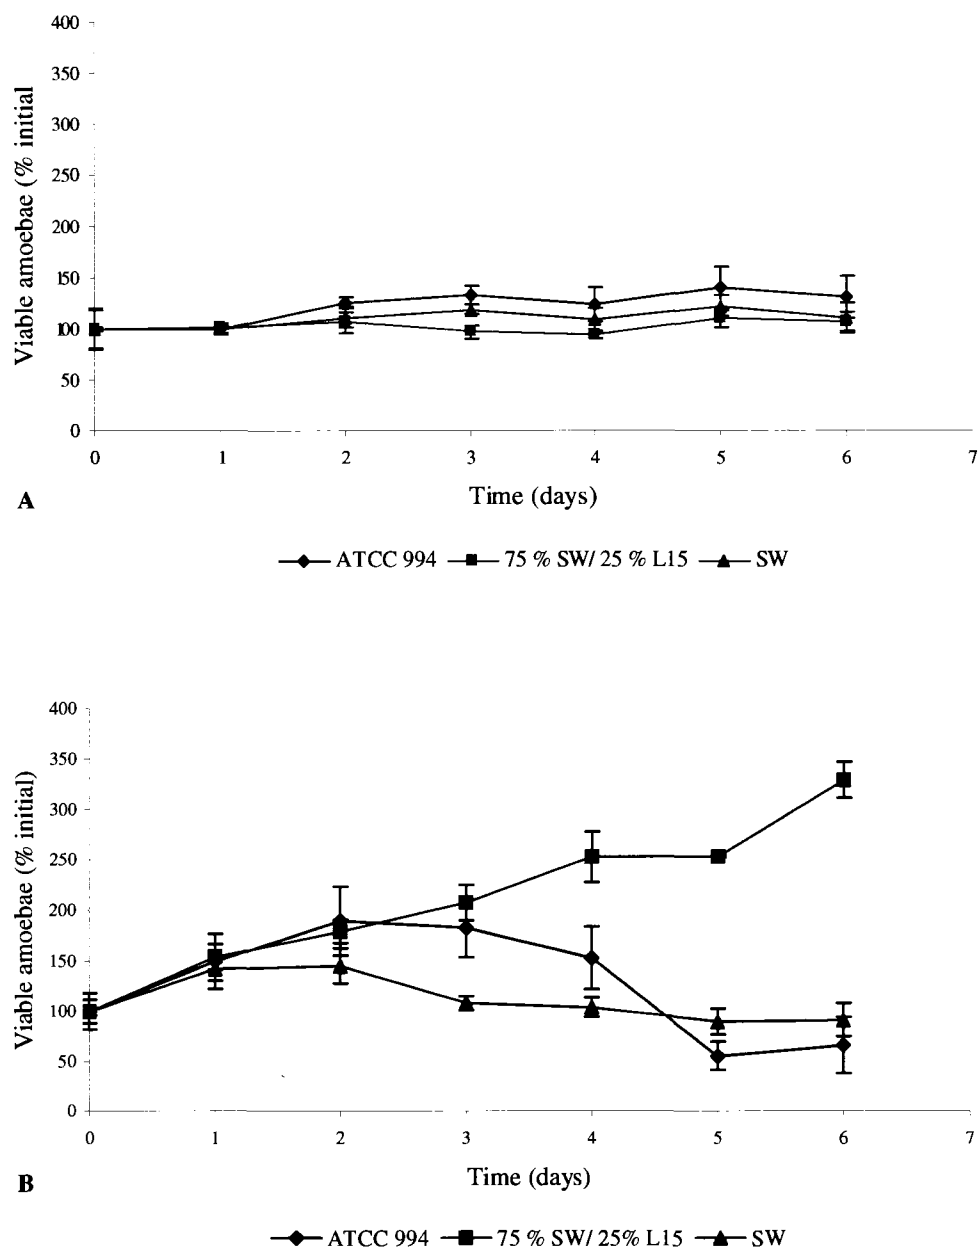 400
350
300
250
200
150
100
50
0
Viable amoebae (% initial
0 1 2 3 4 5 6 7
Time (days)
A
ATCC 994 75 % SW/ 25 % L15 SW
400
350
300
250
200
150
100
50
0
Viable amoebae (% initial)
0 1 2 3 4 5 6 7
Time (days)
B
ATCC 994 75 % SW/ 25% L15 SW